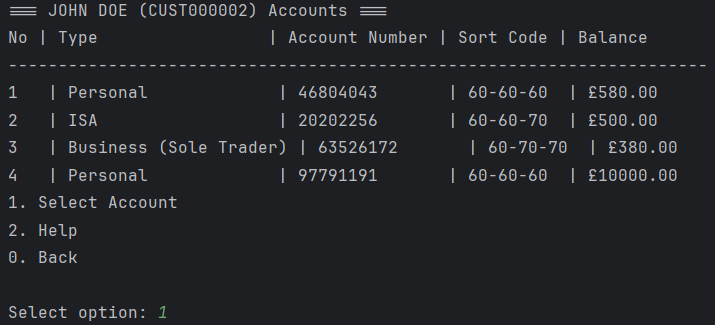 === JOHN DOE (CUST000002) Accounts ===
No | Type                 | Account Number | Sort Code | Balance
----------------------------------------------------------------------
1   | Personal             | 46804043       | 60-60-60  | £580.00
2   | ISA                  | 20202256       | 60-60-70  | £500.00
3   | Business (Sole Trader) | 63526172       | 60-70-70  | £380.00
4   | Personal             | 97791191       | 60-60-60  | £10000.00
1. Select Account
2. Help
0. Back
Select option: 1